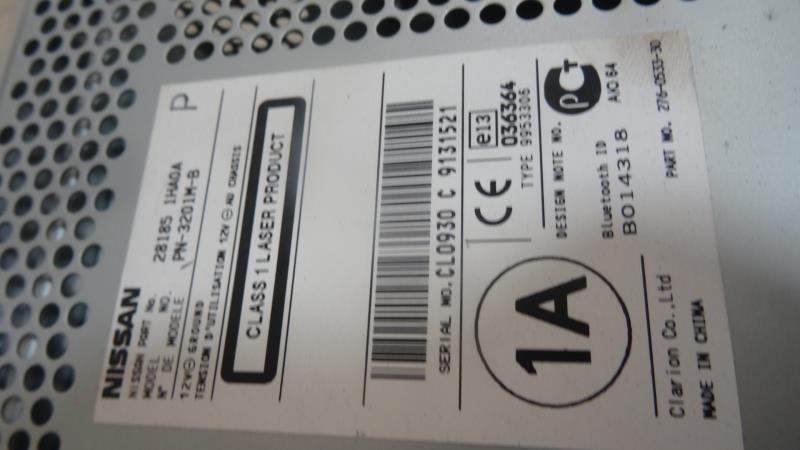 NISSAN
P
NISSAN PART No. 28185 1HA0A
MODEL NO.
N° DE MODELE PN-3201M-B
12V⊖GROUND
TENSION D'UTILISATION 12V⊖AU CHASSIS
CLASS 1 LASER PRODUCT
SERIAL NO. CL0930 C 9131521
CE e13 036364
TYPE 9953306
DESIGN NOTE NO.
PCT
1A
Bluetooth ID
B014318 AIO 64
Clarion Co.,Ltd PART NO. 276-0533-30
MADE IN CHINA